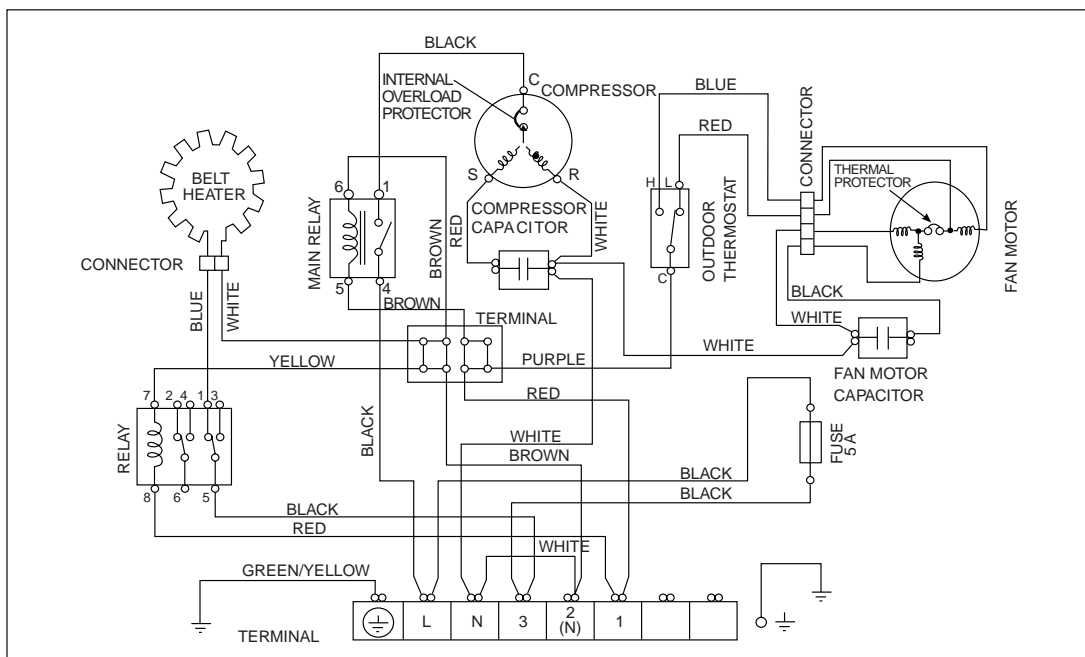 BLACK
C
COMPRESSOR
INTERNAL
OVERLOAD
PROTECTOR
BLUE
RED
CONNECTOR
THERMAL
PROTECTOR
FAN MOTOR
BELT
HEATER
S
R
H
L
C
OUTDOOR
THERMOSTAT
6
1
MAIN RELAY
5
4
BROWN
RED
COMPRESSOR
CAPACITOR
WHITE
CONNECTOR
BLUE
WHITE
BROWN
TERMINAL
BLACK
WHITE
WHITE
FAN MOTOR
CAPACITOR
YELLOW
PURPLE
RED
7
2
4
1
3
RELAY
8
6
5
BLACK
WHITE
BROWN
BLACK
BLACK
FUSE
5 A
BLACK
RED
WHITE
GREEN/YELLOW
TERMINAL
L
N
3
2
(N)
1